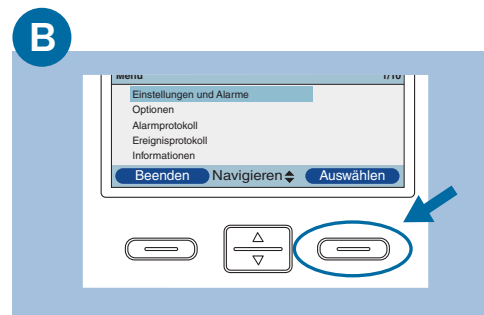 B
Menü 1/10
Einstellungen und Alarme
Optionen
Alarmprotokoll
Ereignisprotokoll
Informationen
Beenden Navigieren Auswählen